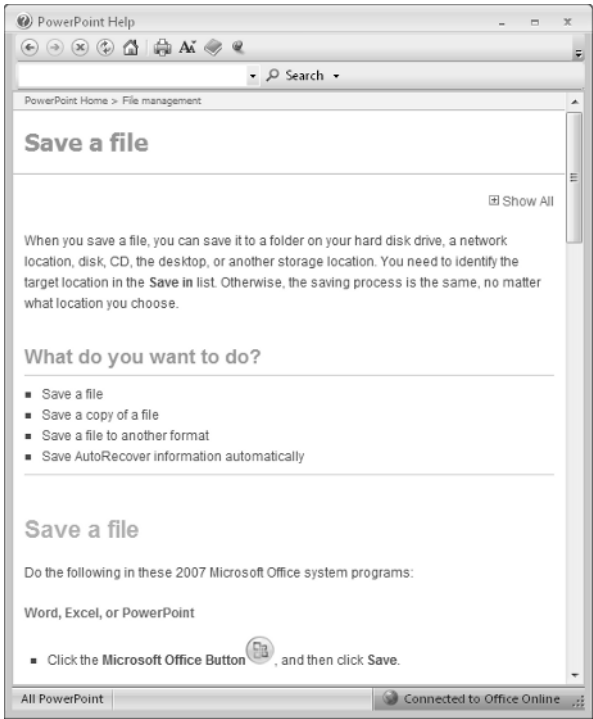 PowerPoint Help
Search
PowerPoint Home > File management
Save a file
Show All
When you save a file, you can save it to a folder on your hard disk drive, a network
location, disk, CD, the desktop, or another storage location. You need to identify the
target location in the Save in list. Otherwise, the saving process is the same, no matter
what location you choose.
What do you want to do?
▪ Save a file
▪ Save a copy of a file
▪ Save a file to another format
▪ Save AutoRecover information automatically
Save a file
Do the following in these 2007 Microsoft Office system programs:
Word, Excel, or PowerPoint
▪ Click the Microsoft Office Button , and then click Save.
All PowerPoint Connected to Office Online